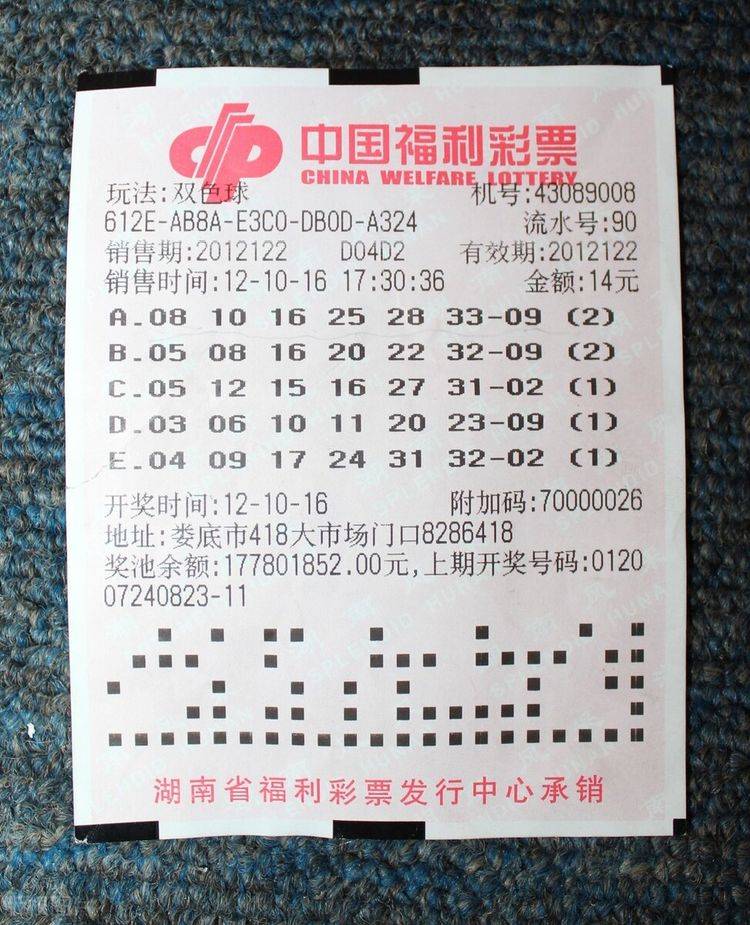 中国福利彩票
CHINA WELFARE LOTTERY
玩法:双色球 机号:43089008
612E-AB8A-E3C0-DB0D-A324 流水号:90
销售期:2012122 D04D2 有效期:2012122
销售时间:12-10-16 17:30:36 金额:14元
A.08 10 16 25 28 33-09 (2)
B.05 08 16 20 22 32-09 (2)
C.05 12 15 16 27 31-02 (1)
D.03 06 10 11 20 23-09 (1)
E.04 09 17 24 31 32-02 (1)
开奖时间:12-10-16 附加码:70000026
地址:娄底市418大市场门口8286418
奖池余额:177801852.00元,上期开奖号码:0120
07240823-11
湖南省福利彩票发行中心承销